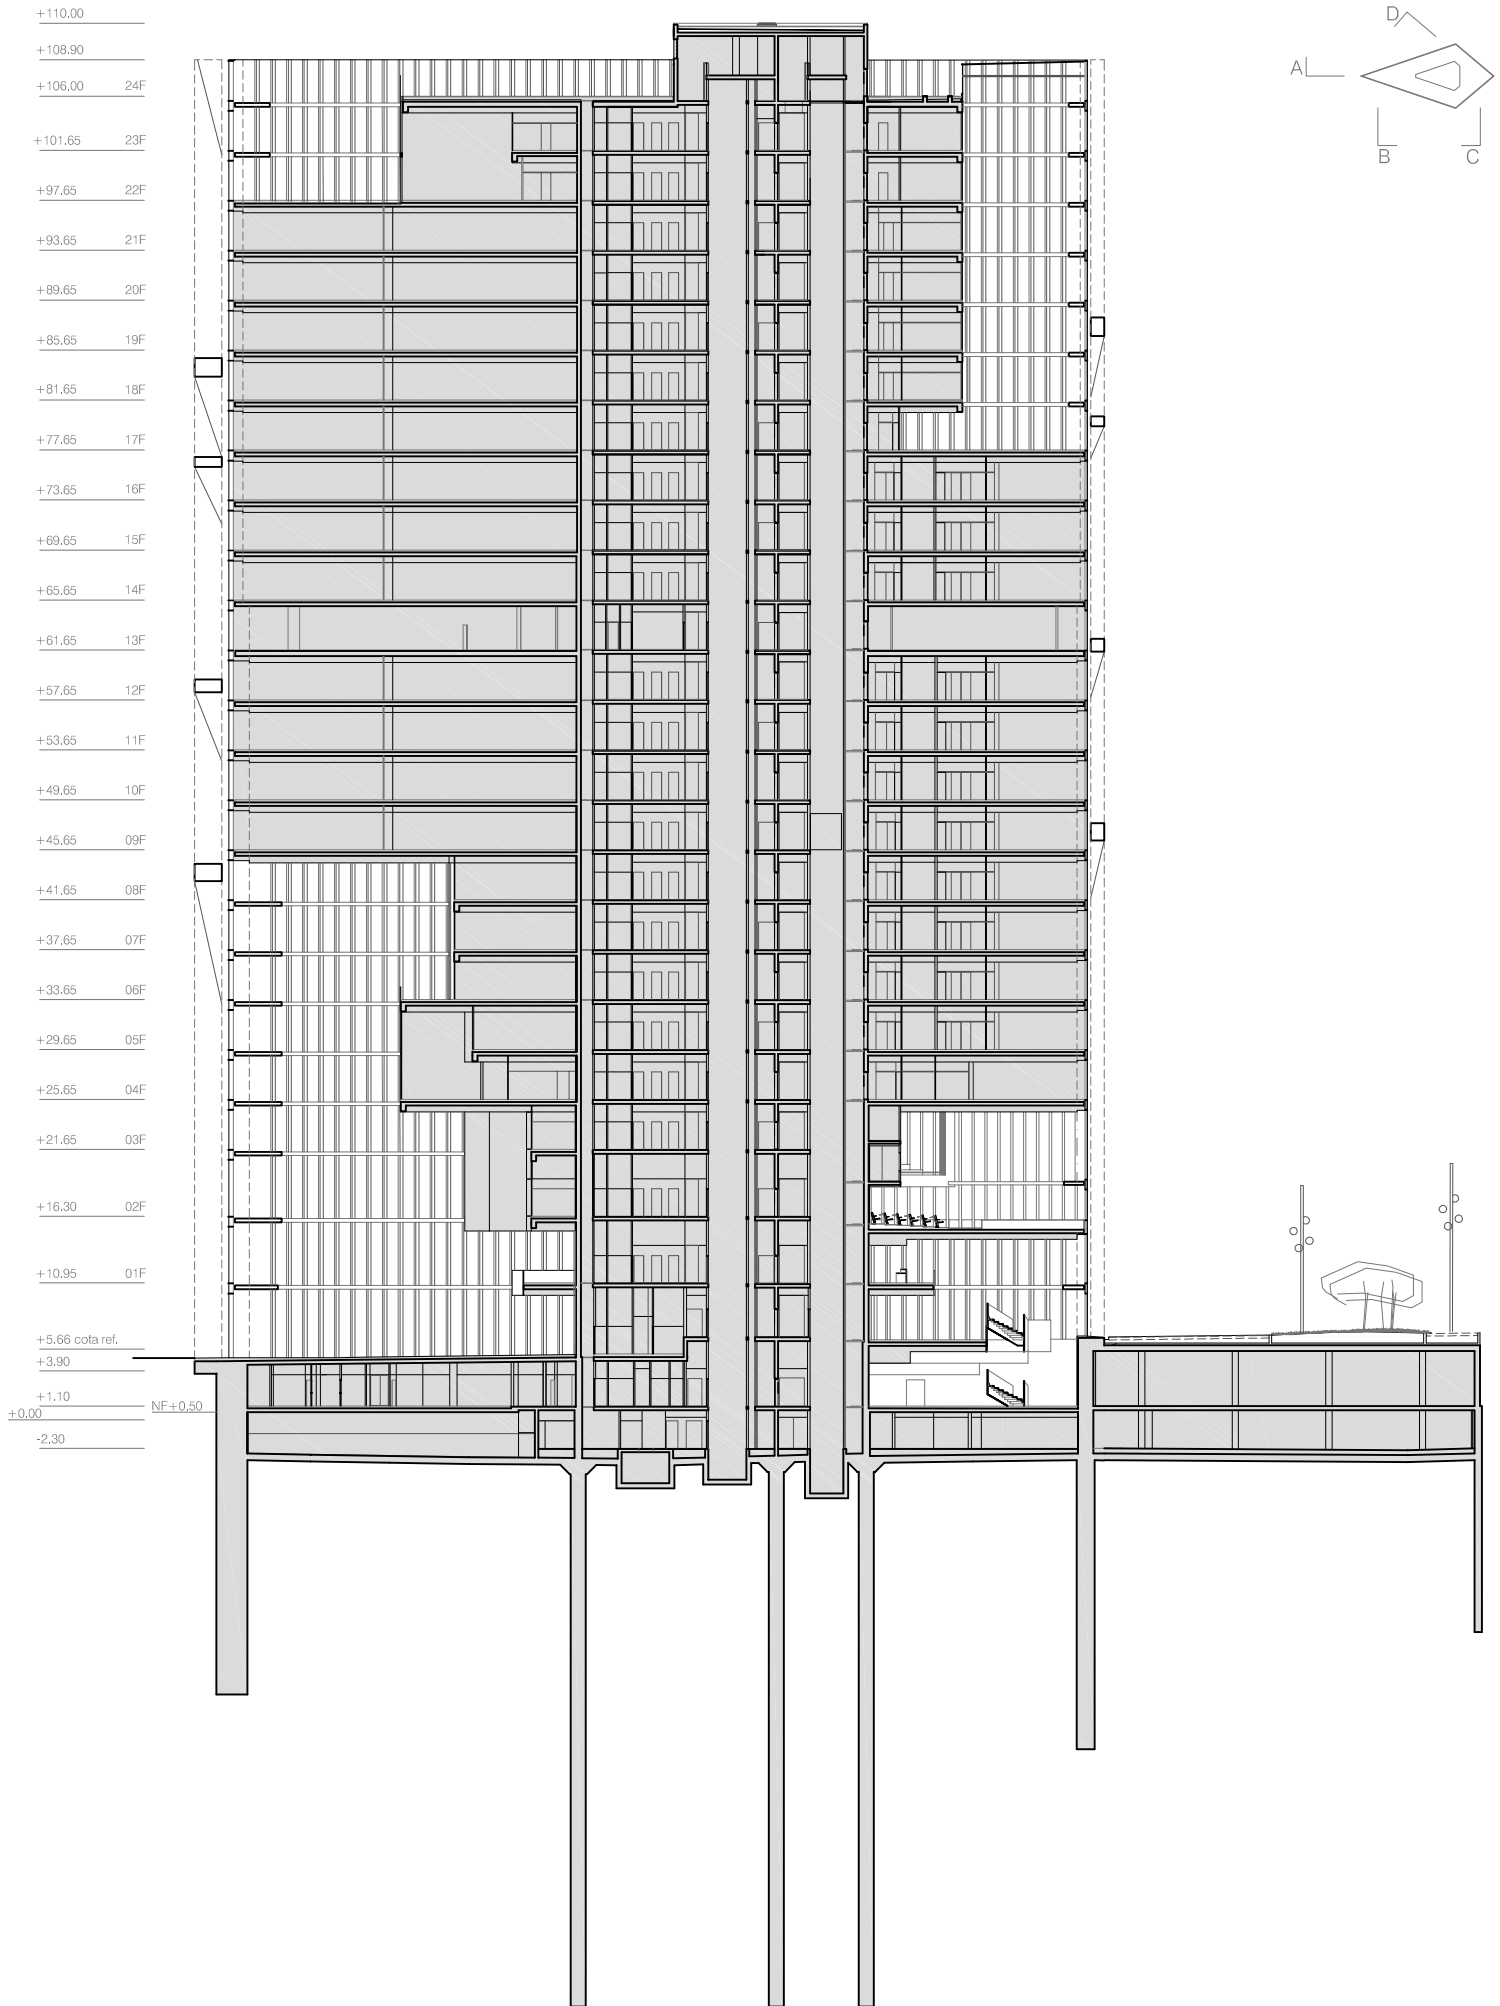 +110.00
+108.90
+106.00 24F
+101.65 23F
+97.65 22F
+93.65 21F
+89.65 20F
+85.65 19F
+81.65 18F
+77.65 17F
+73.65 16F
+69.65 15F
+65.65 14F
+61.65 13F
+57.65 12F
+53.65 11F
+49.65 10F
+45.65 09F
+41.65 08F
+37.65 07F
+33.65 06F
+29.65 05F
+25.65 04F
+21.65 03F
+16.30 02F
+10.95 01F
+5.66 cota ref.
+3.90
+1.10
NF+0.50
+0.00
-2.30
D
A
B C